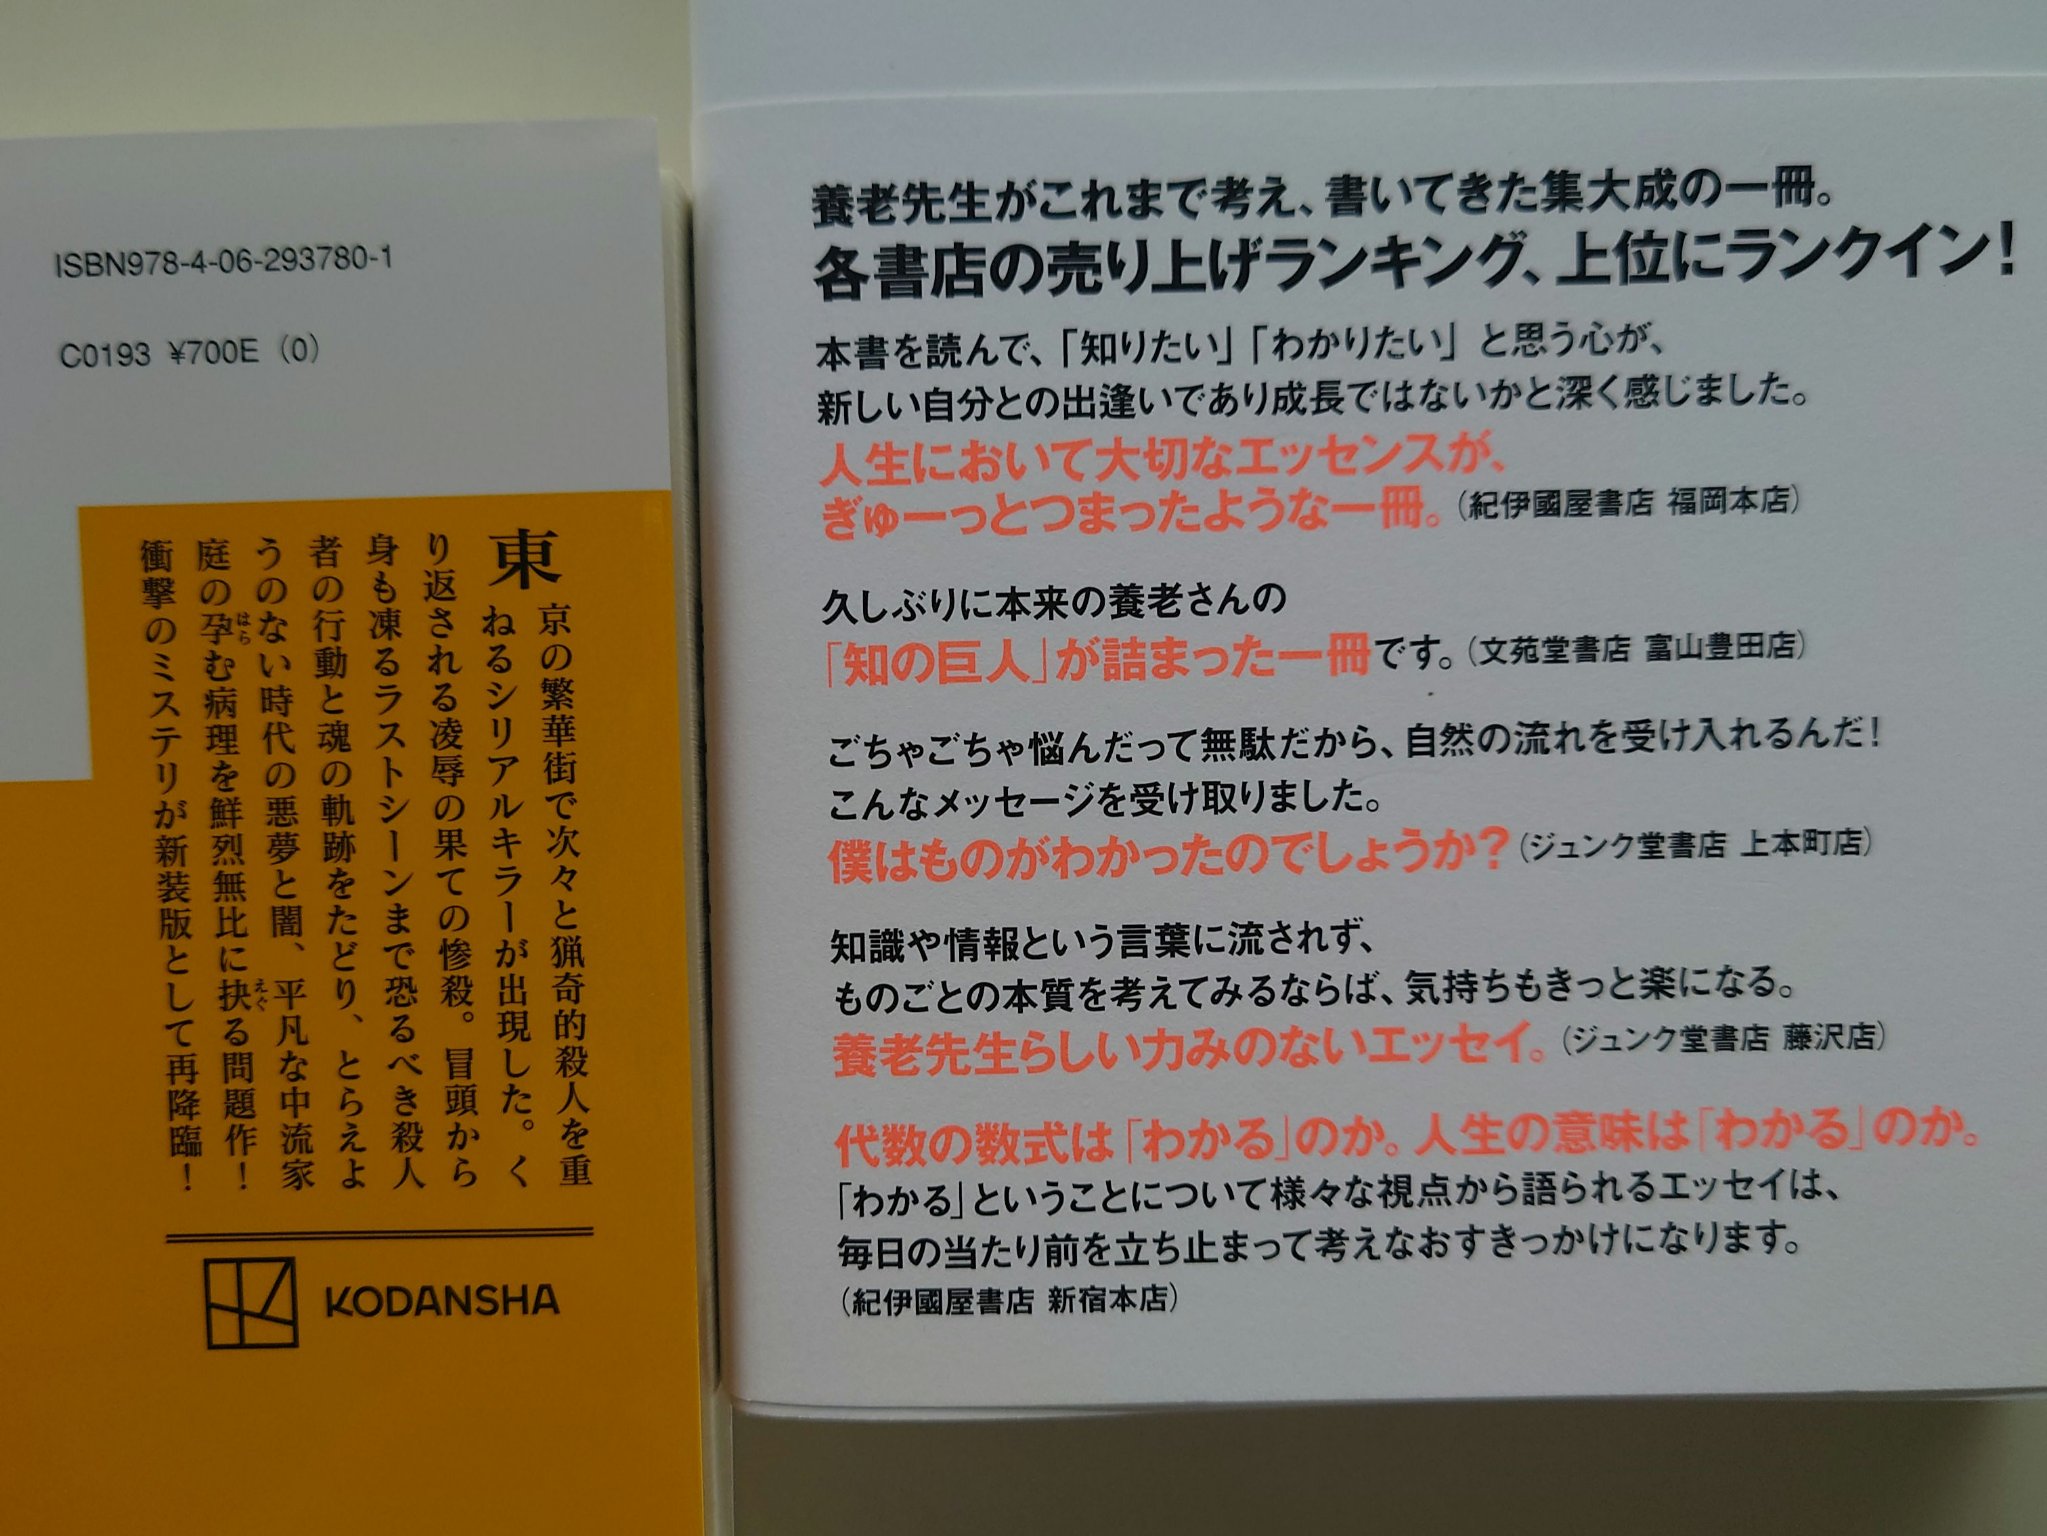 ISBN978-4-06-293780-1
C0193 ¥700E（0）
東京の繁華街で次々と猟奇的殺人を重
ねるシリアルキラーが出現した。く
り返される凌辱の果ての惨殺。冒頭から
身も凍るラストシーンまで恐るべき殺人
者の行動と魂の軌跡をたどり、とらえよ
うのない時代の悪夢と闇、平凡な中流家
庭の孕む病理を鮮烈無比に抉る問題作！
はら
えぐ
衝撃のミステリが新装版として再降臨！
KODANSHA
養老先生がこれまで考え、書いてきた集大成の一冊。
各書店の売り上げランキング、上位にランクイン！
本書を読んで、「知りたい」「わかりたい」と思う心が、
新しい自分との出逢いであり成長ではないかと深く感じました。
人生において大切なエッセンスが、
ぎゅーっとつまったような一冊。（紀伊國屋書店 福岡本店）
久しぶりに本来の養老さんの
「知の巨人」が詰まった一冊です。（文苑堂書店 富山豊田店）
ごちゃごちゃ悩んだって無駄だから、自然の流れを受け入れるんだ！
こんなメッセージを受け取りました。
僕はものがわかったのでしょうか？（ジュンク堂書店 上本町店）
知識や情報という言葉に流されず、
ものごとの本質を考えてみるならば、気持ちもきっと楽になる。
養老先生らしい力みのないエッセイ。（ジュンク堂書店 藤沢店）
代数の数式は「わかる」のか。人生の意味は「わかる」のか。
「わかる」ということについて様々な視点から語られるエッセイは、
毎日の当たり前を立ち止まって考えなおすきっかけになります。
（紀伊國屋書店 新宿本店）